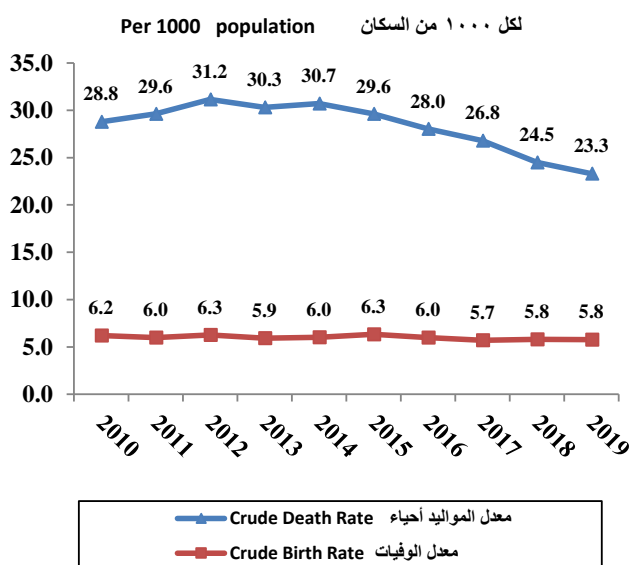 Per 1000 population لكل ١٠٠٠ من السكان
35.0
30.0
25.0
20.0
15.0
10.0
5.0
0.0
28.8 29.6 31.2 30.3 30.7 29.6 28.0 26.8 24.5 23.3
6.2 6.0 6.3 5.9 6.0 6.3 6.0 5.7 5.8 5.8
2010 2011 2012 2013 2014 2015 2016 2017 2018 2019
Crude Death Rate معدل المواليد أحياء
Crude Birth Rate معدل الوفيات